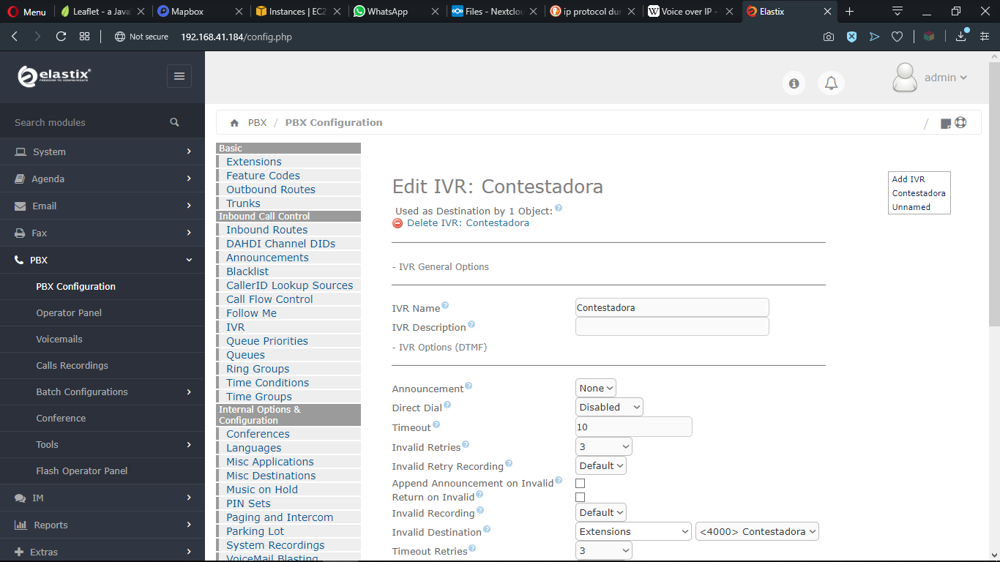 Menu
Leaflet - a Java
Mapbox
Instances | EC2
WhatsApp
Files - Nextclou
ip protocol dum
Voice over IP -
Elastix
Not secure 192.168.41.184/config.php
elastix
FREEDOM TO COMMUNICATE
admin
Search modules
PBX / PBX Configuration /
System
Agenda
Email
Fax
PBX
PBX Configuration
Operator Panel
Voicemails
Calls Recordings
Batch Configurations
Conference
Tools
Flash Operator Panel
IM
Reports
Extras
Basic
Extensions
Feature Codes
Outbound Routes
Trunks
Inbound Call Control
Inbound Routes
DAHDI Channel DIDs
Announcements
Blacklist
CallerID Lookup Sources
Call Flow Control
Follow Me
IVR
Queue Priorities
Queues
Ring Groups
Time Conditions
Time Groups
Internal Options &
Configuration
Conferences
Languages
Misc Applications
Misc Destinations
Music on Hold
PIN Sets
Paging and Intercom
Parking Lot
System Recordings
VoiceMail Blasting
Edit IVR: Contestadora
Used as Destination by 1 Object:
Delete IVR: Contestadora
- IVR General Options
IVR Name Contestadora
IVR Description
- IVR Options (DTMF)
Announcement None
Direct Dial Disabled
Timeout 10
Invalid Retries 3
Invalid Retry Recording Default
Append Announcement on Invalid
Return on Invalid
Invalid Recording Default
Invalid Destination Extensions <4000> Contestadora
Timeout Retries 3
Add IVR
Contestadora
Unnamed